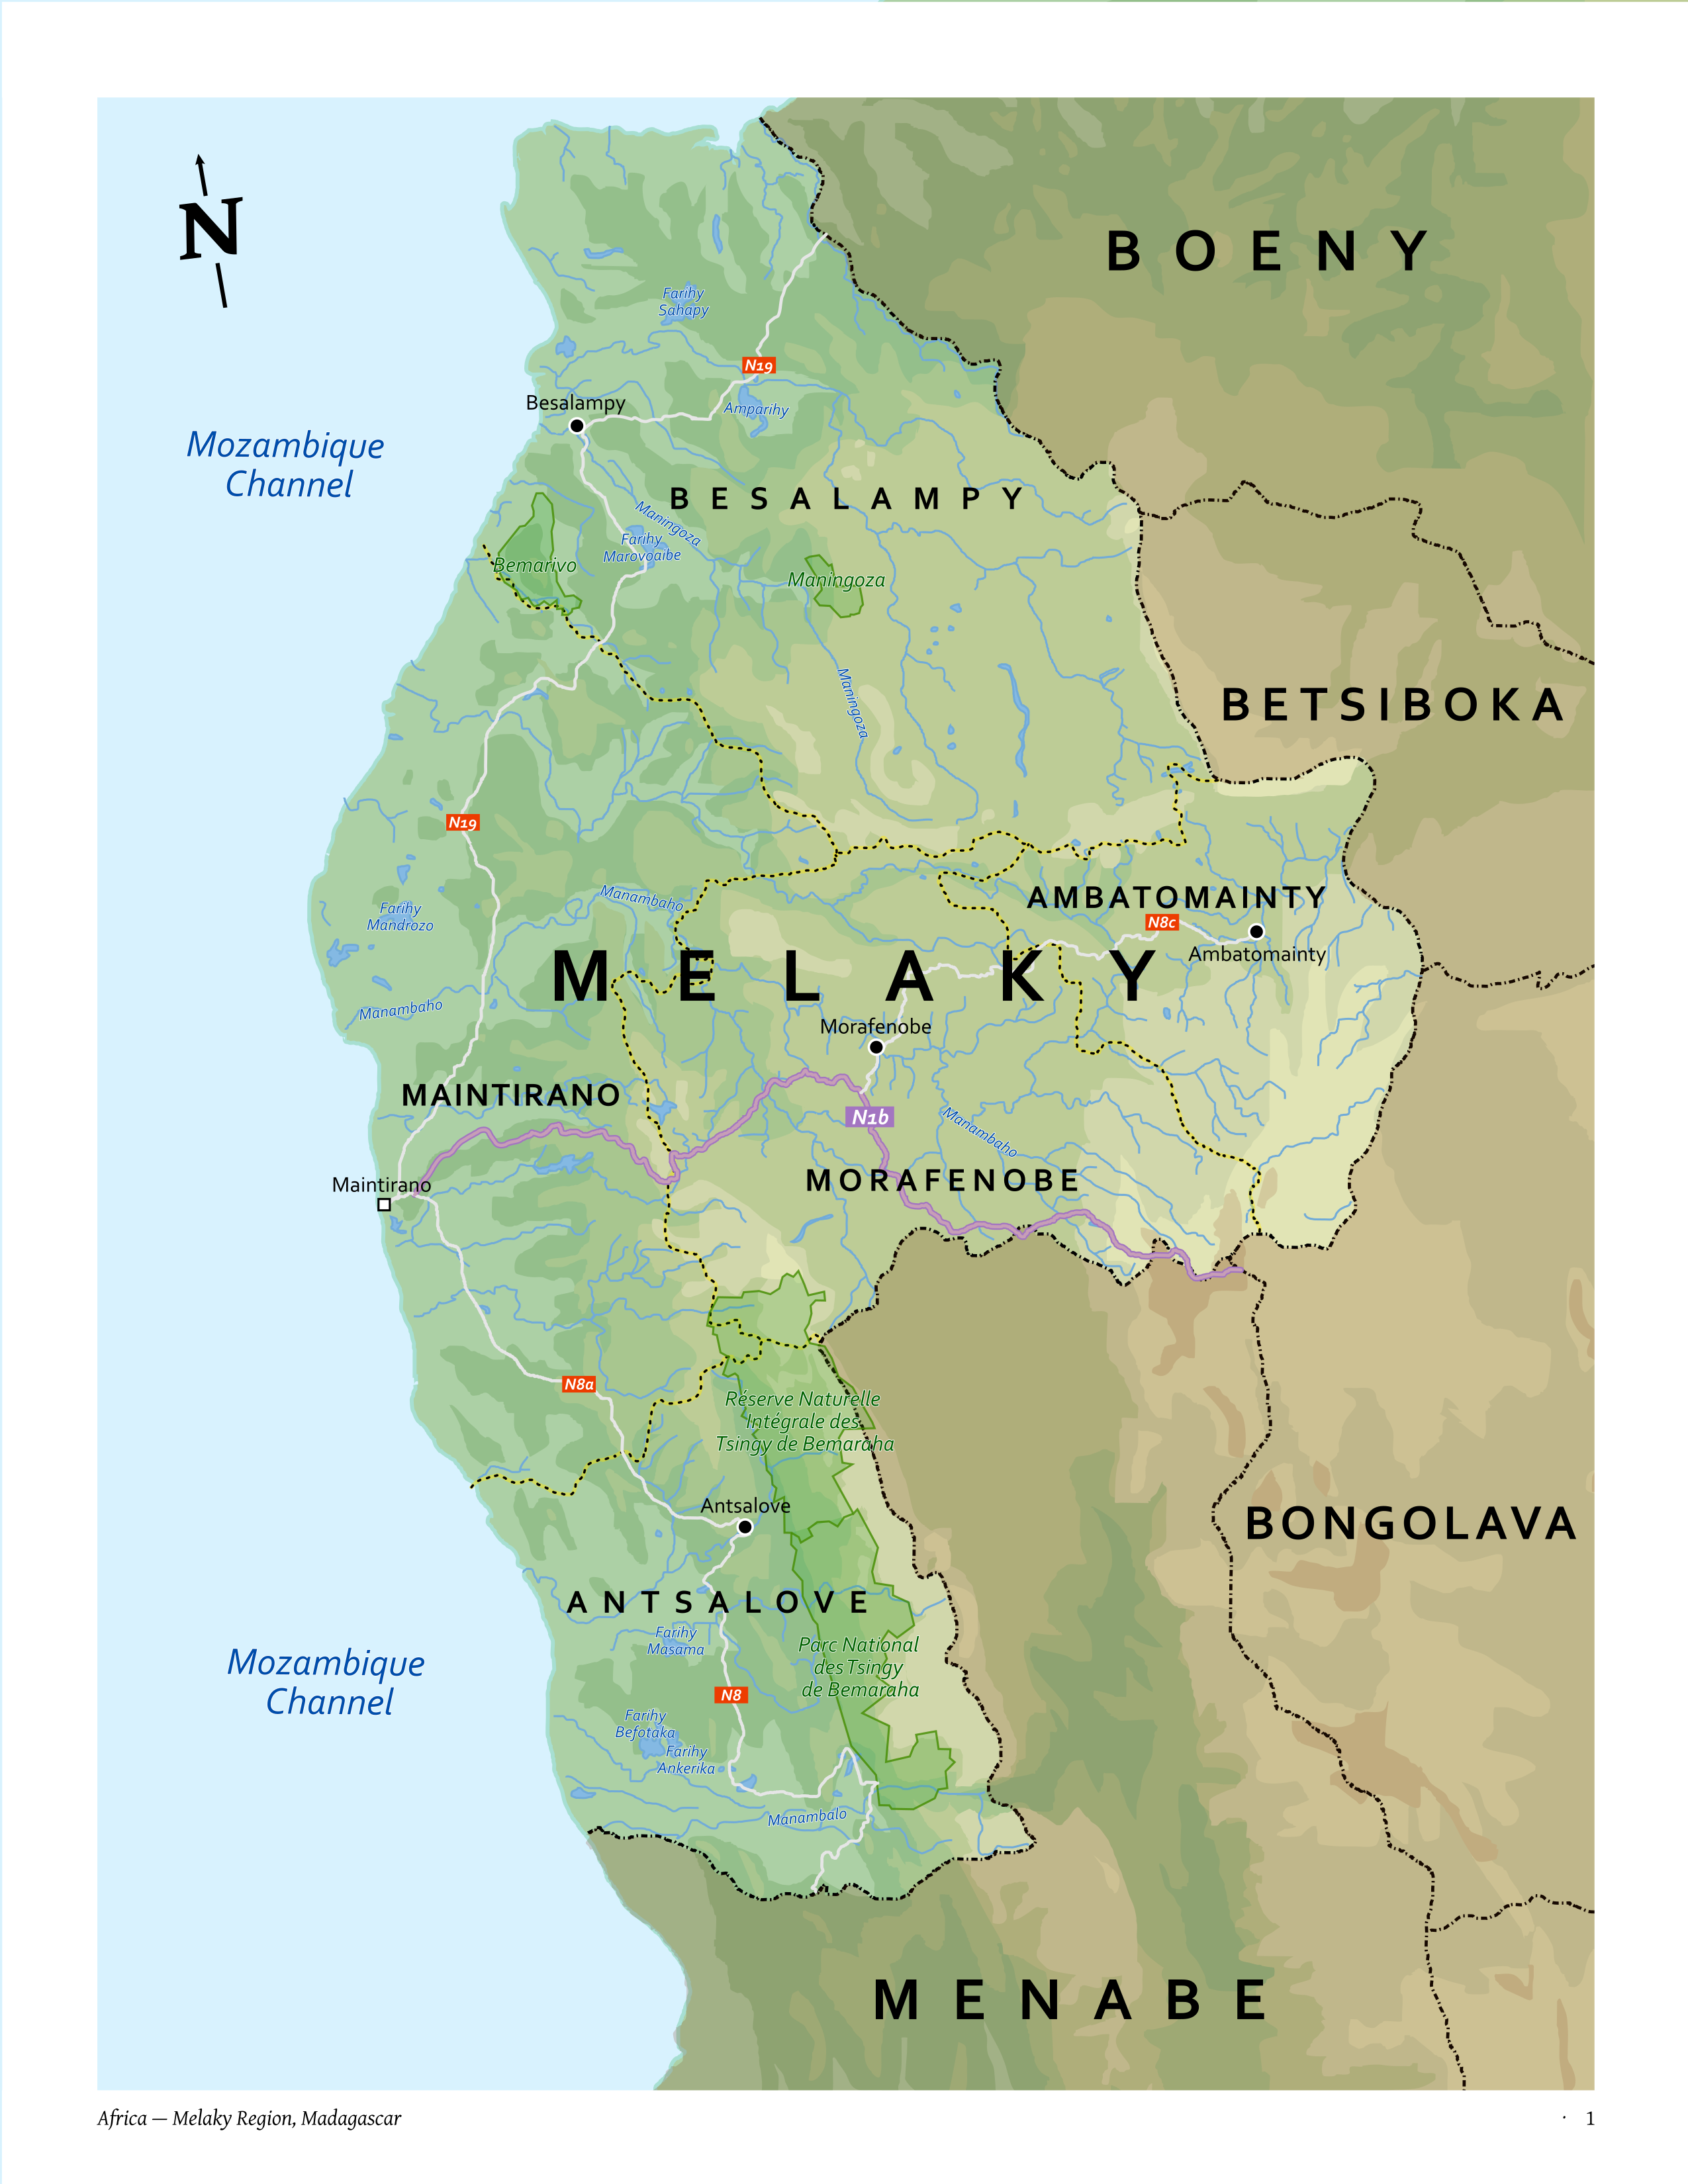 N
BOENY
Farihy
Sahapy
N19
Besalampy
Amparihy
Mozambique
Channel
BESALAMPY
Maningoza
Farihy
Marovoaibe
Bemarivo
Maningoza
Maningoza
BETSIBOKA
N19
Manambaho
AMBATOMAINTY
Farihy
Mandrozo
N8c
Ambatomainty
MELAKY
Manambaho
Morafenobe
MAINTIRANO
N1b
Manambaho
MORAFENOBE
Maintirano
N8a
Réserve Naturelle
Intégrale des
Tsingy de Bemaraha
Antsalove
BONGOLAVA
ANTSALOVE
Farihy
Masama
Parc National
des Tsingy
de Bemaraha
Mozambique
Channel
N8
Farihy
Befotaka
Farihy
Ankerika
Manambalo
MENABE
Africa — Melaky Region, Madagascar
· 1